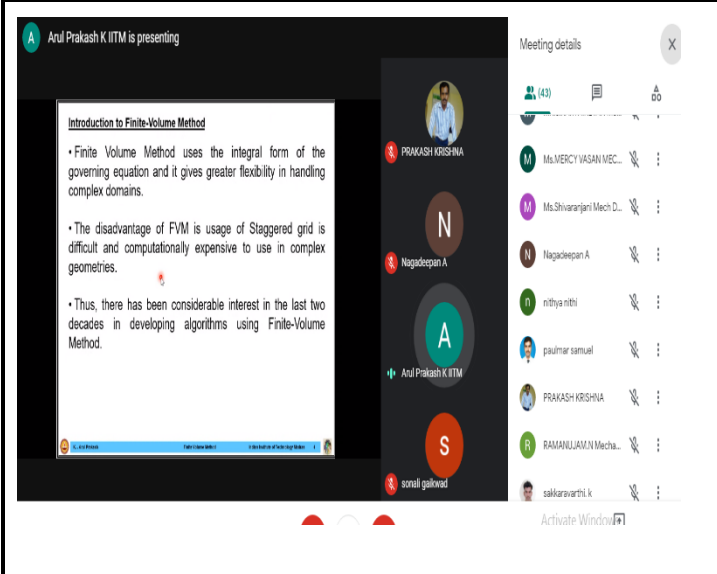 A Arul Prakash K IITM is presenting
Introduction to Finite-Volume Method
• Finite Volume Method uses the integral form of the
governing equation and it gives greater flexibility in handling
complex domains.
• The disadvantage of FVM is usage of Staggered grid is
difficult and computationally expensive to use in complex
geometries.
• Thus, there has been considerable interest in the last two
decades in developing algorithms using Finite-Volume
Method.
PRAKASH KRISHNA
N
Nagadeepan A
A
Arul Prakash K IITM
S
sonali gaikwad
Meeting details
(43)
M Ms.MERCY VASAN MEC...
M Ms.Shivaranjani Mech D...
N Nagadeepan A
n nithya nithi
paulmar samuel
PRAKASH KRISHNA
R RAMANUJAM.N Mecha...
sakkaravarthi. k
Activate Window